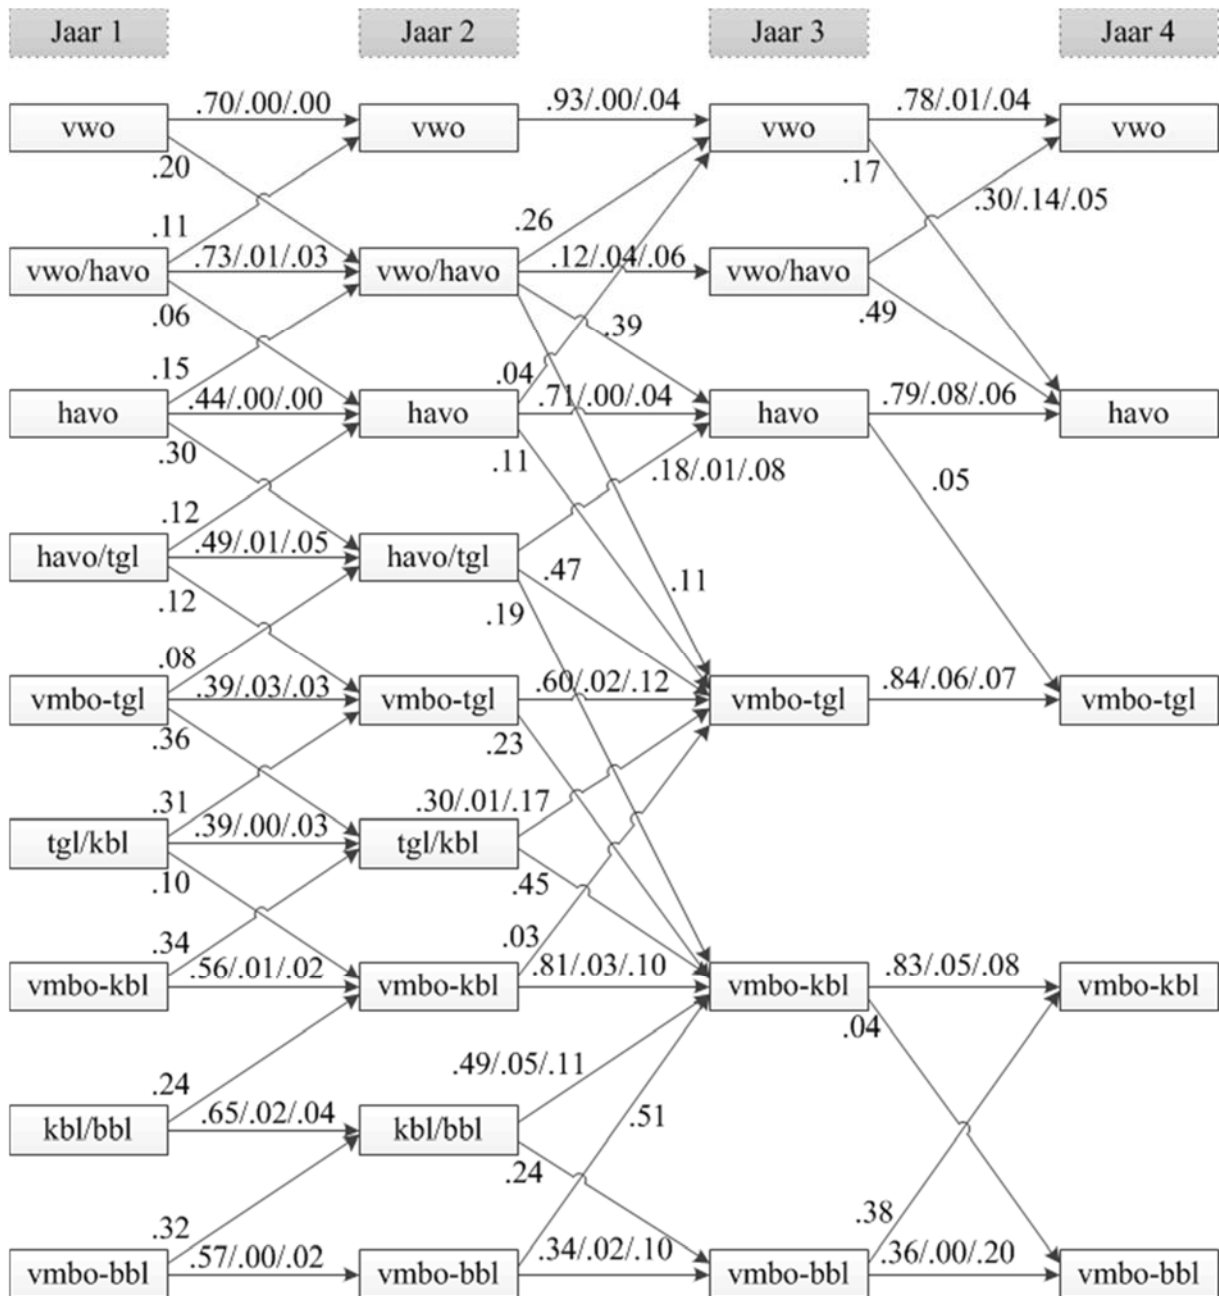 Jaar 1 Jaar 2 Jaar 3 Jaar 4
.70/.00/.00 .93/.00/.04 .78/.01/.04
vwo vwo vwo vwo
.20 .17
.30/.14/.05
.11 .26
.73/.01/.03 .12/.04/.06
vwo/havo vwo/havo vwo/havo
.06 .39 .49
.15 .04
.44/.00/.00 .71/.00/.04 .79/.08/.06
havo havo havo havo
.30 .11 .18/.01/.08 .05
.12
.49/.01/.05
havo/tgl havo/tgl .47
.12 .19 .11
.08
.39/.03/.03 .60/.02/.12 .84/.06/.07
vmbo-tgl vmbo-tgl vmbo-tgl vmbo-tgl
.36 .23
.31 .30/.01/.17
.39/.00/.03
tgl/kbl tgl/kbl
.10 .45
.34 .03
.56/.01/.02 .81/.03/.10 .83/.05/.08
vmbo-kbl vmbo-kbl vmbo-kbl vmbo-kbl
.04
.24 .49/.05/.11
.65/.02/.04 .51
kbl/bbl kbl/bbl
.24
.32 .38
.57/.00/.02 .34/.02/.10 .36/.00/.20
vmbo-bbl vmbo-bbl vmbo-bbl vmbo-bbl